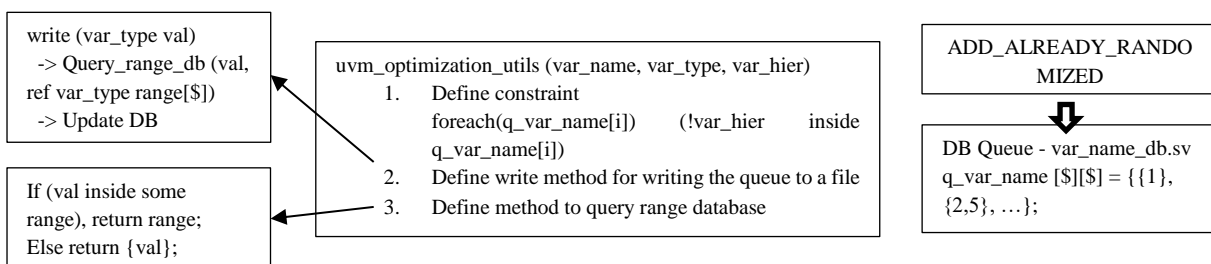 write (var_type val)
-> Query_range_db (val,
ref var_type range[$])
-> Update DB
If (val inside some
range), return range;
Else return {val};
uvm_optimization_utils (var_name, var_type, var_hier)
1. Define constraint
foreach(q_var_name[i]) (!var_hier inside
q_var_name[i])
2. Define write method for writing the queue to a file
3. Define method to query range database
ADD_ALREADY_RANDO
MIZED
DB Queue - var_name_db.sv
q_var_name [$][$] = {{1},
{2,5}, …};